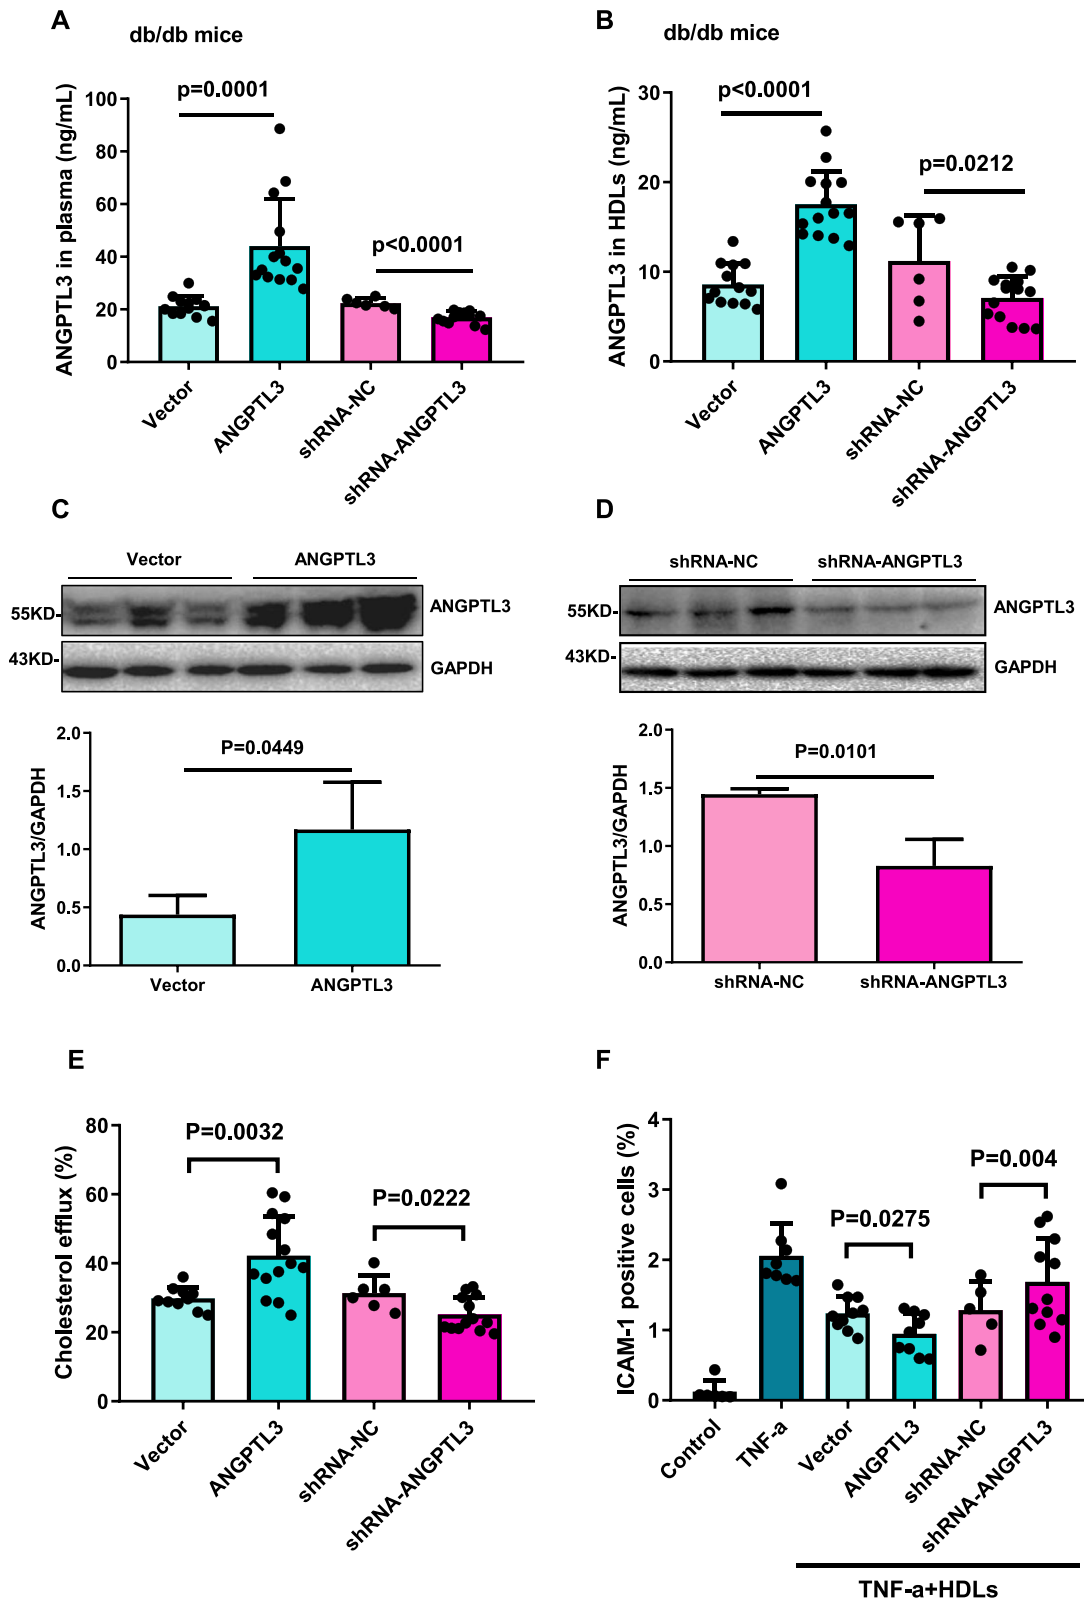 A
db/db mice
ANGPTL3 in plasma (ng/mL)
100
80
60
40
20
0
p=0.0001
p<0.0001
Vector
ANGPTL3
shRNA-NC
shRNA-ANGPTL3
B
db/db mice
ANGPTL3 in HDLs (ng/mL)
30
20
10
0
p<0.0001
p=0.0212
Vector
ANGPTL3
shRNA-NC
shRNA-ANGPTL3
C
Vector
ANGPTL3
55KD-
ANGPTL3
43KD-
GAPDH
ANGPTL3/GAPDH
2.0
1.5
1.0
0.5
0.0
P=0.0449
Vector
ANGPTL3
D
shRNA-NC
shRNA-ANGPTL3
55KD-
ANGPTL3
43KD-
GAPDH
ANGPTL3/GAPDH
2.0
1.5
1.0
0.5
0.0
P=0.0101
shRNA-NC
shRNA-ANGPTL3
E
Cholesterol efflux (%)
80
60
40
20
0
P=0.0032
P=0.0222
Vector
ANGPTL3
shRNA-NC
shRNA-ANGPTL3
F
ICAM-1 positive cells (%)
4
3
2
1
0
P=0.0275
P=0.004
Control
TNF-a
Vector
ANGPTL3
shRNA-NC
shRNA-ANGPTL3
TNF-a+HDLs